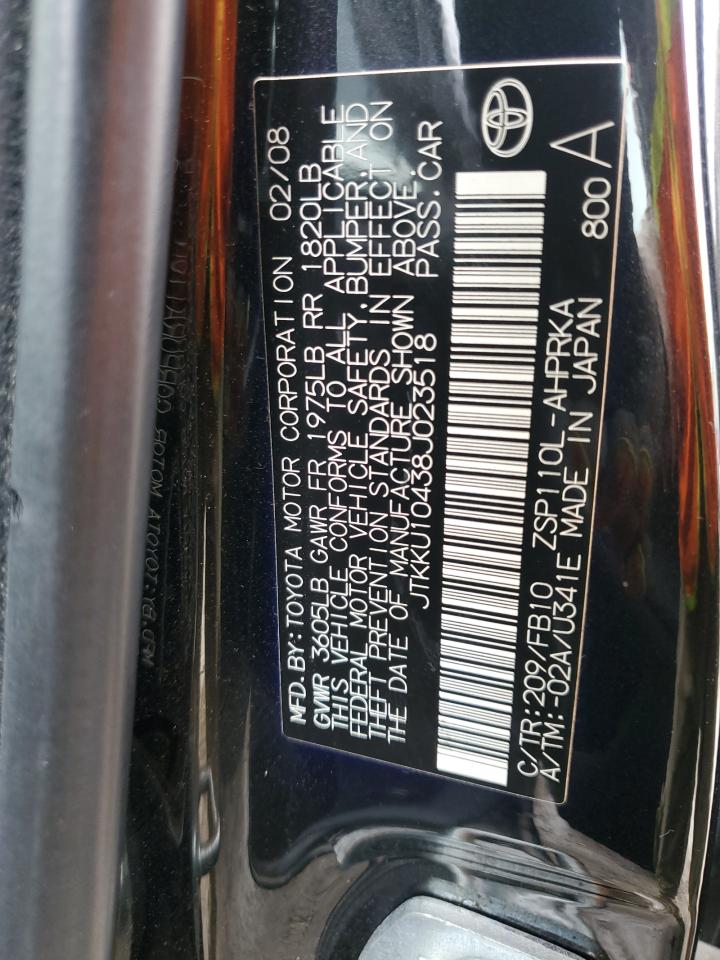 MFD. BY: TOYOTA MOTOR CORPORATION 02/08
GVWR 3605LB GAWR FR 1975LB RR 1820LB
THIS VEHICLE CONFORMS TO ALL APPLICABLE
FEDERAL MOTOR VEHICLE SAFETY, BUMPER, AND
THEFT PREVENTION STANDARDS IN EFFECT ON
THE DATE OF MANUFACTURE SHOWN ABOVE.
JTKKU10438J023518 PASS. CAR
C/TR: 209/FB10 ZSP110L-AHPRKA 800 A
A/TM: -02A/U341E MADE IN JAPAN